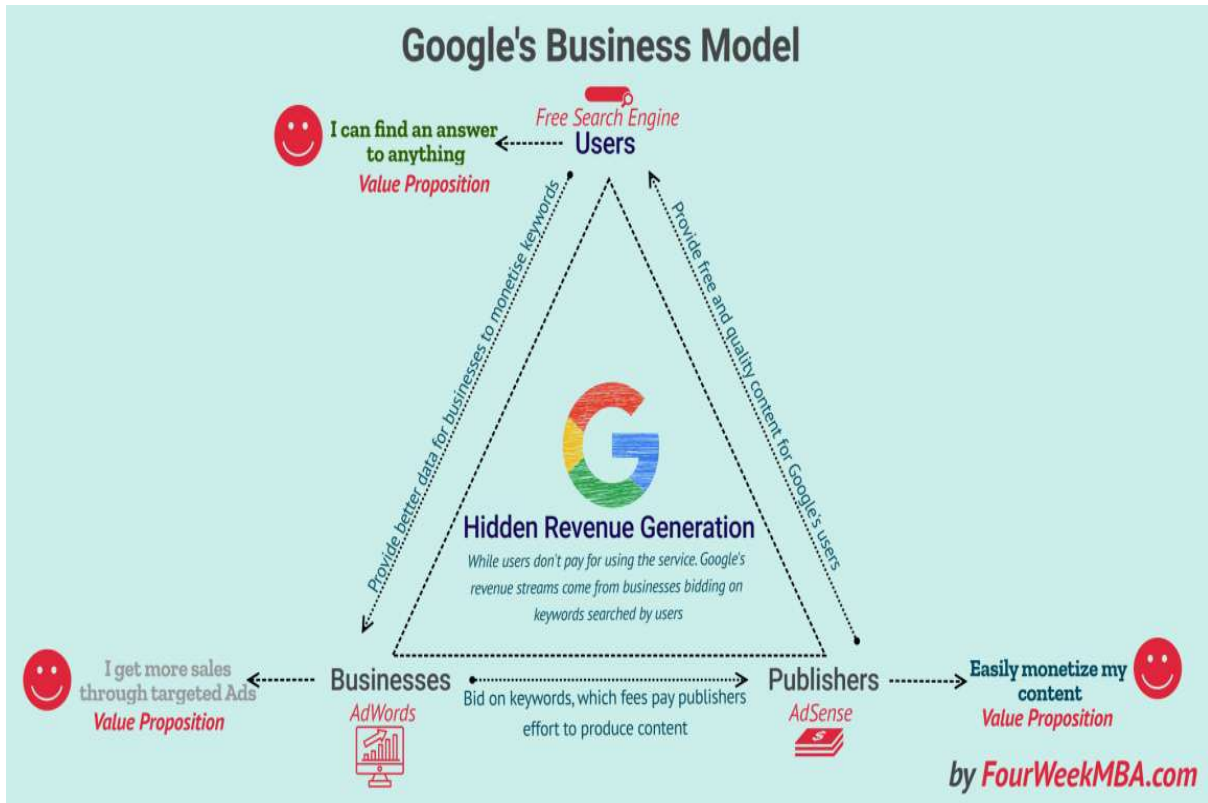 Google's Business Model
Free Search Engine
Users
I can find an answer
to anything
Value Proposition
Provide better data for businesses to monetise keywords
Provide free and quality content for Google's users
Hidden Revenue Generation
While users don't pay for using the service. Google's
revenue streams come from businesses bidding on
keywords searched by users
I get more sales
through targeted Ads
Value Proposition
Businesses
AdWords
Bid on keywords, which fees pay publishers
effort to produce content
Publishers
AdSense
$
Easily monetize my
content
Value Proposition
by FourWeekMBA.com